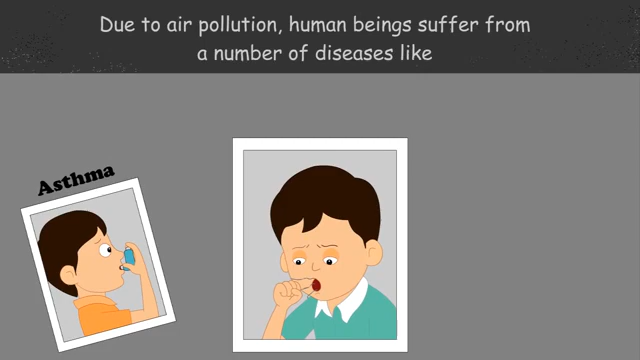 Due to air pollution, human beings suffer from
a number of diseases like
Asthma